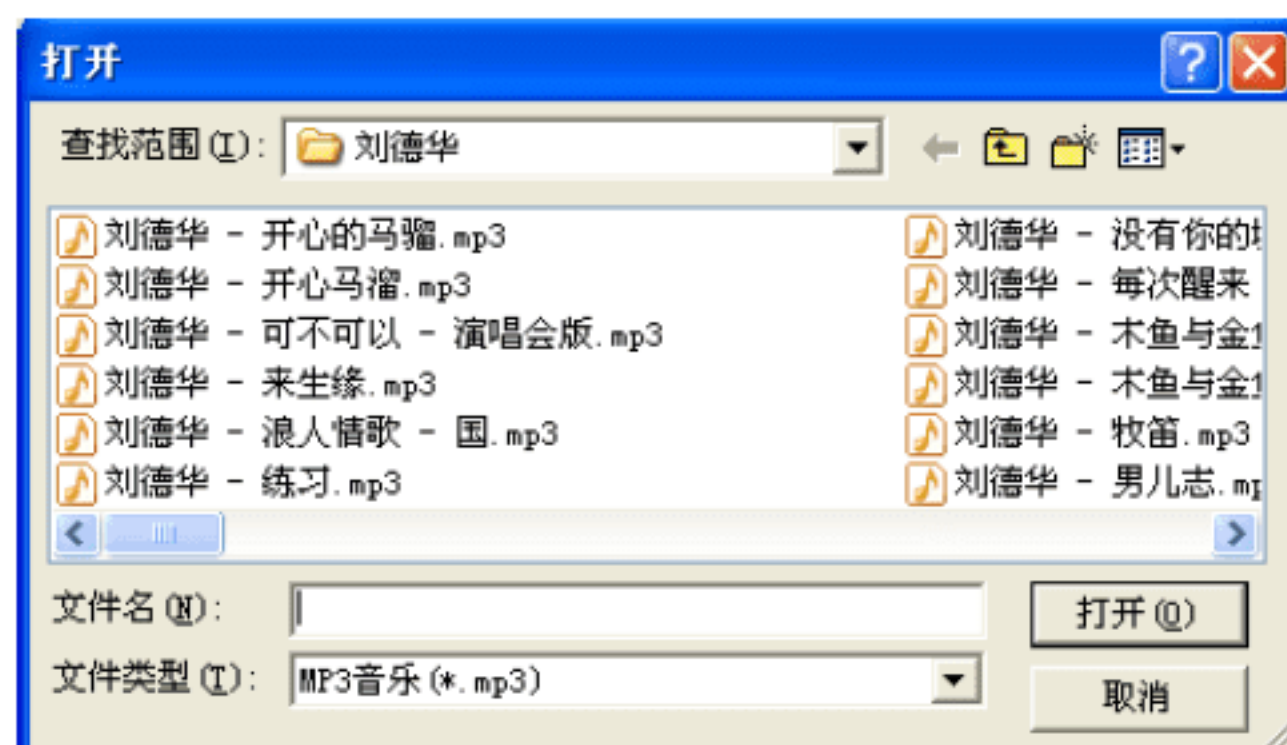 打开
查找范围(I): 刘德华
刘德华 - 开心的马骝.mp3
刘德华 - 开心马溜.mp3
刘德华 - 可不可以 - 演唱会版.mp3
刘德华 - 来生缘.mp3
刘德华 - 浪人情歌 - 国.mp3
刘德华 - 练习.mp3
刘德华 - 没有你的
刘德华 - 每次醒来
刘德华 - 木鱼与金
刘德华 - 木鱼与金
刘德华 - 牧笛.mp3
刘德华 - 男儿志.mp
文件名(N):
打开(O)
文件类型(T): MP3音乐(*.mp3)
取消